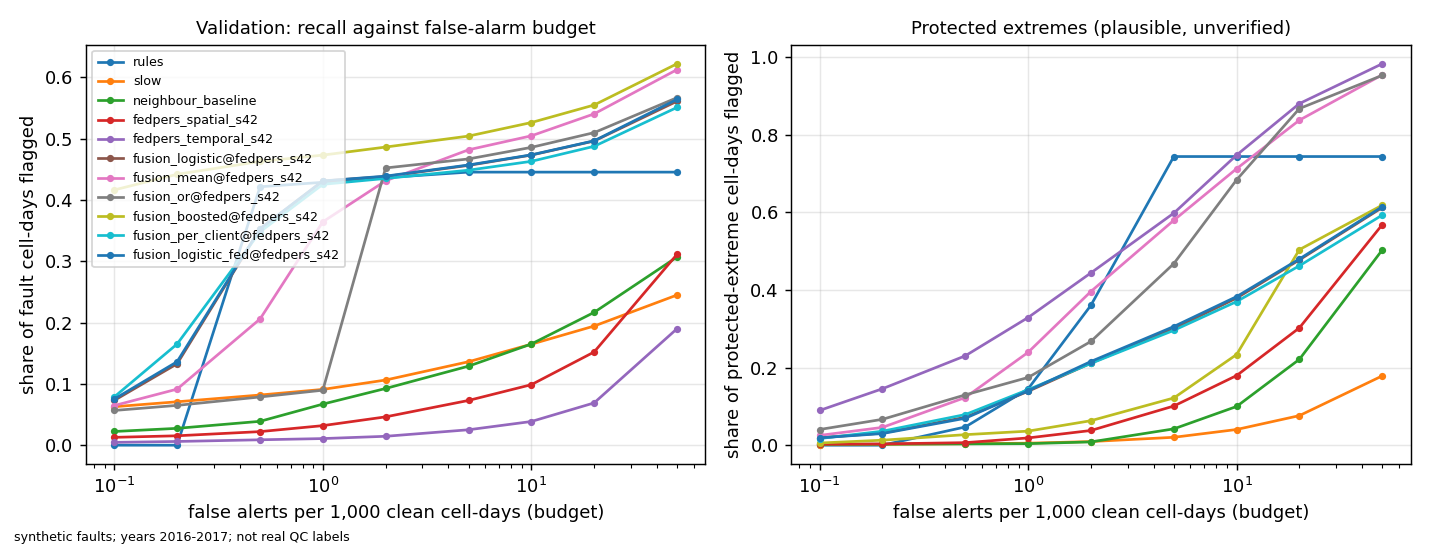 Validation: recall against false-alarm budget
share of fault cell-days flagged
0.6
0.5
0.4
0.3
0.2
0.1
0.0
rules
slow
neighbour_baseline
fedpers_spatial_s42
fedpers_temporal_s42
fusion_logistic@fedpers_s42
fusion_mean@fedpers_s42
fusion_or@fedpers_s42
fusion_boosted@fedpers_s42
fusion_per_client@fedpers_s42
fusion_logistic_fed@fedpers_s42
10⁻¹
10⁰
10¹
false alerts per 1,000 clean cell-days (budget)
Protected extremes (plausible, unverified)
share of protected-extreme cell-days flagged
1.0
0.8
0.6
0.4
0.2
0.0
10⁻¹
10⁰
10¹
false alerts per 1,000 clean cell-days (budget)
synthetic faults; years 2016-2017; not real QC labels